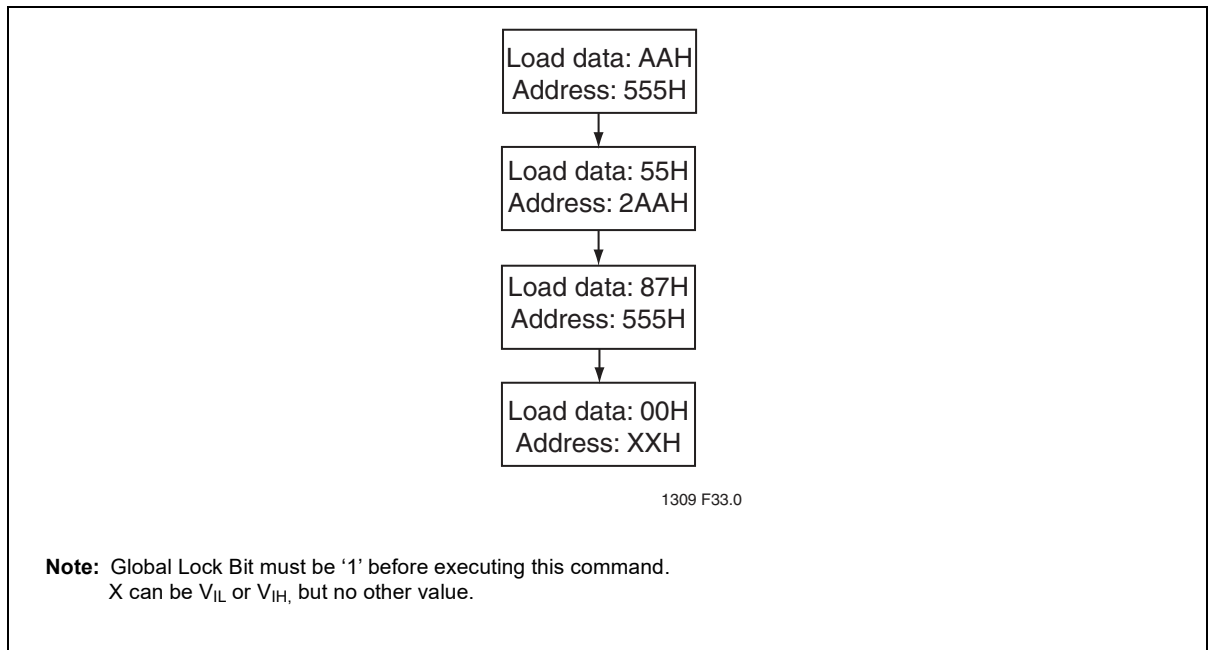 Load data: AAH
Address: 555H
Load data: 55H
Address: 2AAH
Load data: 87H
Address: 555H
Load data: 00H
Address: XXH
1309 F33.0
Note: Global Lock Bit must be ‘1’ before executing this command.
X can be VIL or VIH, but no other value.